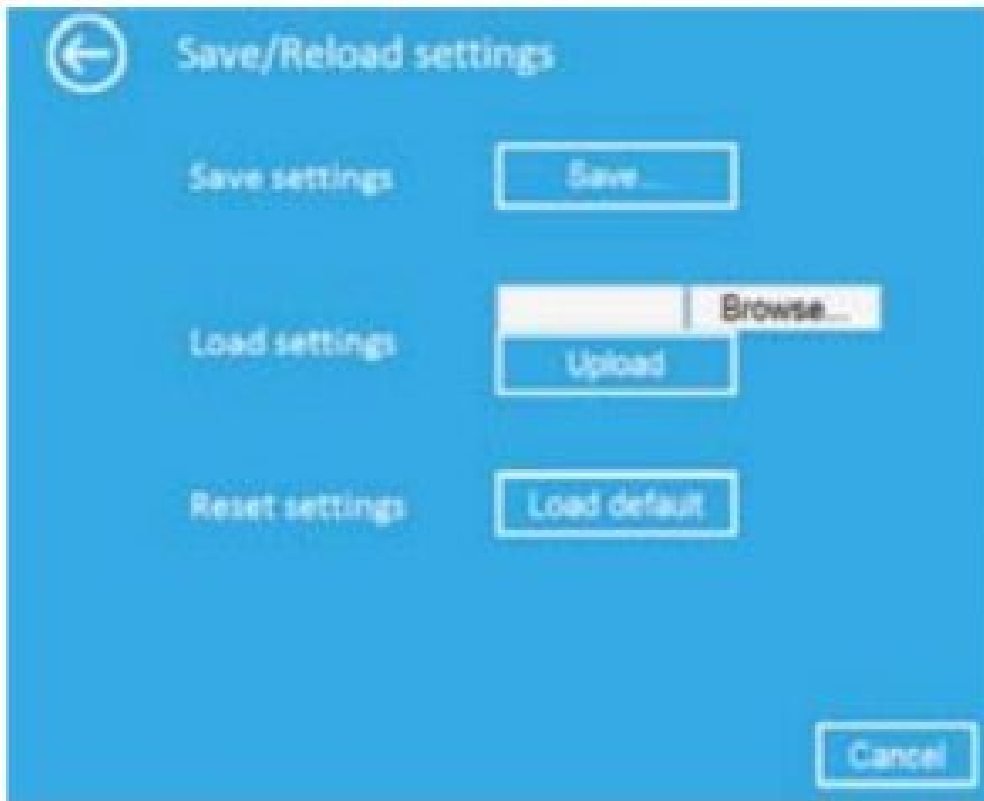 Save/Reload settings
Save settings
Save...
Load settings
Browse...
Upload
Reset settings
Load default
Cancel